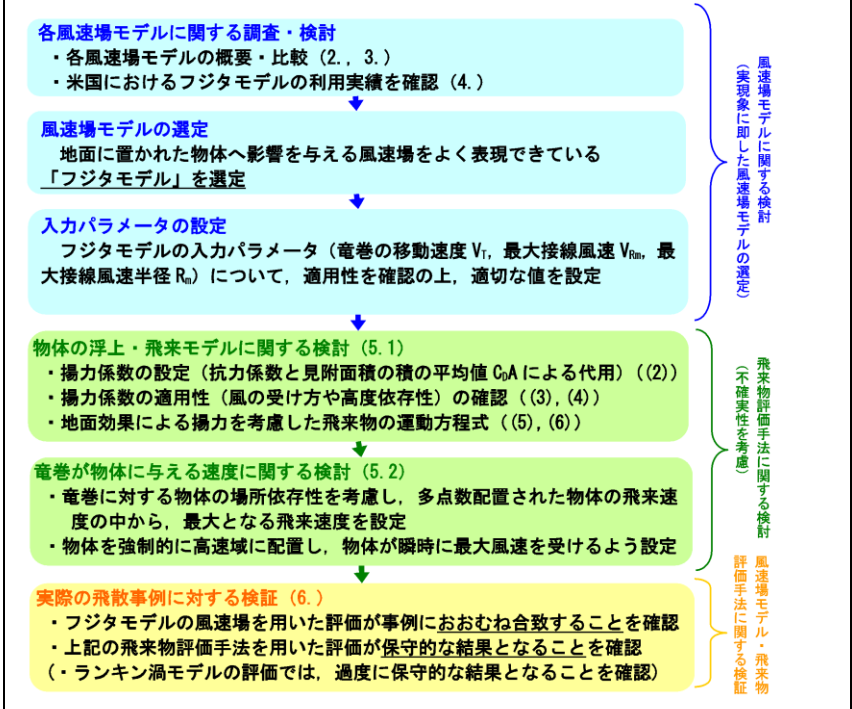 各風速場モデルに関する調査・検討
・各風速場モデルの概要・比較（2., 3.）
・米国におけるフジタモデルの利用実績を確認（4.）
風速場モデルの選定
地面に置かれた物体へ影響を与える風速場をよく表現できている
「フジタモデル」を選定
入力パラメータの設定
フジタモデルの入力パラメータ（竜巻の移動速度 VT，最大接線風速 VRm，最
大接線風速半径 Rm）について，適用性を確認の上，適切な値を設定
風速場モデルに関する検討
（実現象に即した風速場モデルの選定）
物体の浮上・飛来モデルに関する検討（5.1）
・揚力係数の設定（抗力係数と見附面積の積の平均値 CDA による代用）（(2)）
・揚力係数の適用性（風の受け方や高度依存性）の確認（(3), (4)）
・地面効果による揚力を考慮した飛来物の運動方程式（(5), (6)）
竜巻が物体に与える速度に関する検討（5.2）
・竜巻に対する物体の場所依存性を考慮し，多点数配置された物体の飛来速
度の中から，最大となる飛来速度を設定
・物体を強制的に高速域に配置し，物体が瞬時に最大風速を受けるよう設定
飛来物評価手法に関する検討
（不確実性を考慮）
実際の飛散事例に対する検証（6.）
・フジタモデルの風速場を用いた評価が事例におおむね合致することを確認
・上記の飛来物評価手法を用いた評価が保守的な結果となることを確認
（・ランキン渦モデルの評価では，過度に保守的な結果となることを確認）
風速場モデル・飛来物
評価手法に関する検証